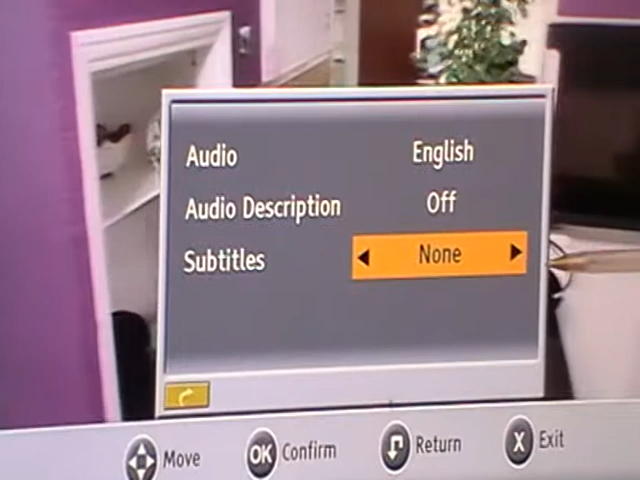 Audio English
Audio Description Off
Subtitles None
Move OK Confirm Return X Exit